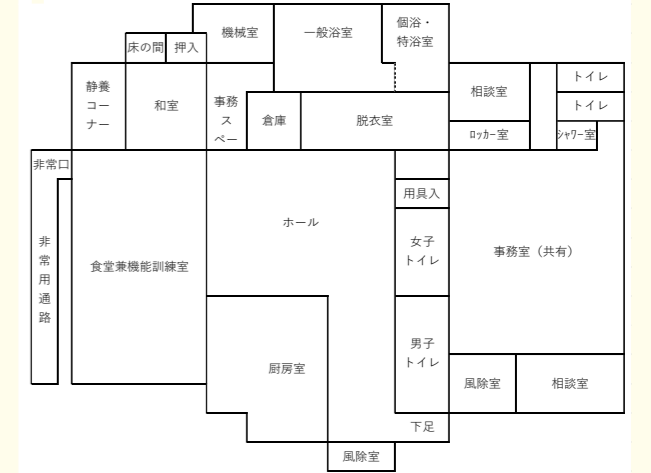 機械室
一般浴室
個浴・
特浴室
床の間
押入
静養
コー
ナー
和室
事務
ス
ペー
倉庫
脱衣室
相談室
ﾛｯｶｰ室
トイレ
トイレ
ｼｬﾜｰ室
非常口
非
常
用
通
路
食堂兼機能訓練室
ホール
用具入
女子
トイレ
事務室（共有）
男子
トイレ
厨房室
風除室
相談室
下足
風除室